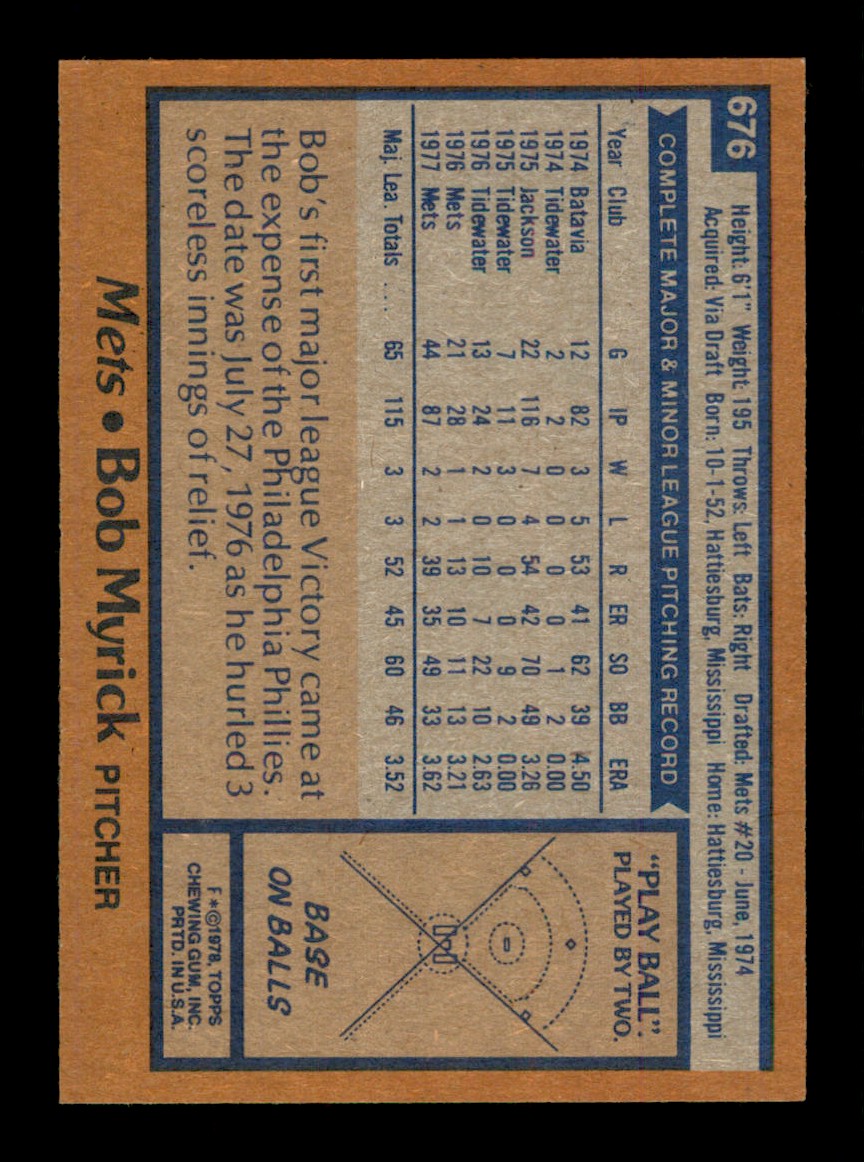 676
Height: 6'1" Weight: 195 Throws: Left Bats: Right Drafted: Mets #20 - June, 1974
Acquired: Via Draft Born: 10-1-52, Hattiesburg, Mississippi Home: Hattiesburg, Mississippi
COMPLETE MAJOR & MINOR LEAGUE PITCHING RECORD
Year Club G IP W L R ER SO BB ERA
1974 Batavia 12 82 3 5 53 41 62 39 4.50
1974 Tidewater 2 2 0 0 0 0 1 2 0.00
1975 Jackson 22 116 7 4 54 42 70 49 3.26
1975 Tidewater 7 11 3 0 0 0 9 2 0.00
1976 Tidewater 13 24 2 0 10 7 22 10 2.63
1976 Mets 21 28 1 1 13 10 11 13 3.21
1977 Mets 44 87 2 2 39 35 49 33 3.62
Maj. Lea. Totals .... 65 115 3 3 52 45 60 46 3.52
Bob's first major league Victory came at
the expense of the Philadelphia Phillies.
The date was July 27, 1976 as he hurled 3
scoreless innings of relief.
"PLAY BALL".
PLAYED BY TWO.
BASE
ON BALLS
F*©1978, TOPPS
CHEWING GUM, INC.
PRTD. IN U.S.A.
Mets • Bob Myrick PITCHER